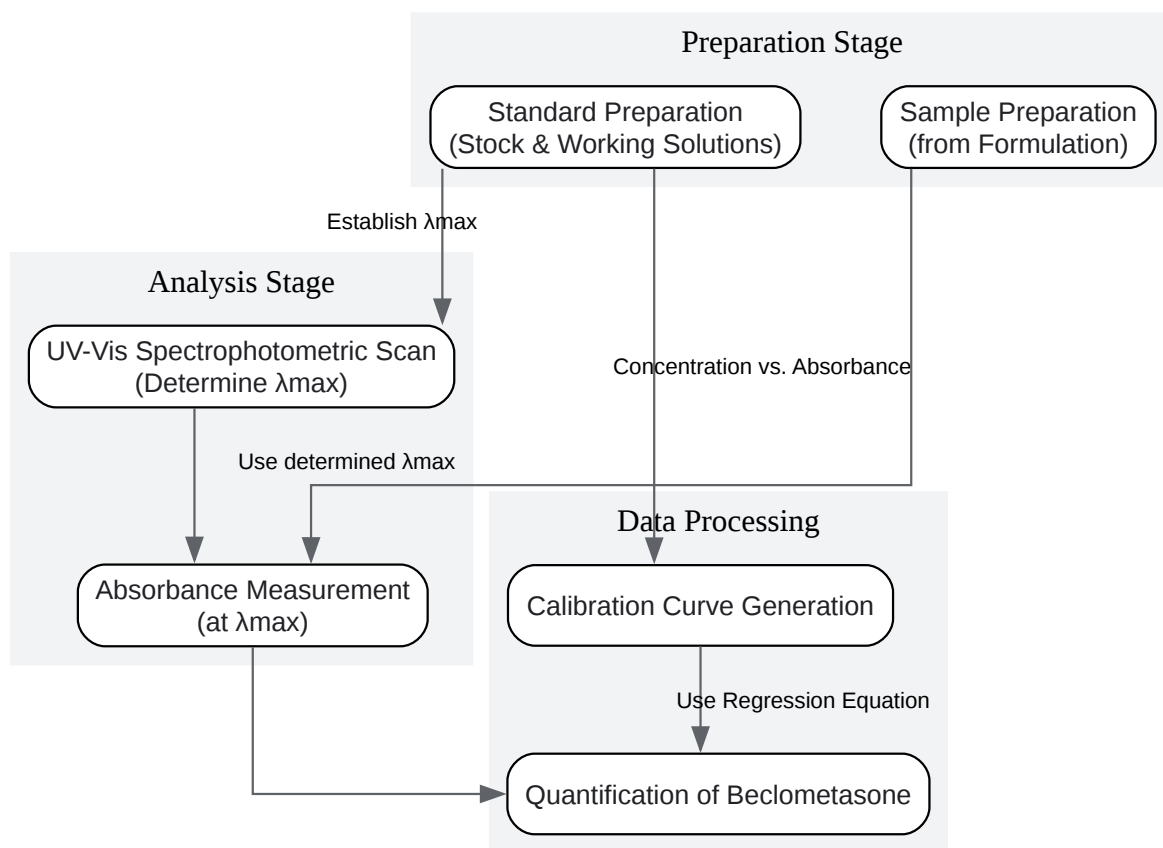 Preparation Stage
Standard Preparation
(Stock & Working Solutions)
Sample Preparation
(from Formulation)
Establish λmax
Analysis Stage
UV-Vis Spectrophotometric Scan
(Determine λmax)
Concentration vs. Absorbance
Use determined λmax
Data Processing
Absorbance Measurement
(at λmax)
Calibration Curve Generation
Use Regression Equation
Quantification of Beclometasone